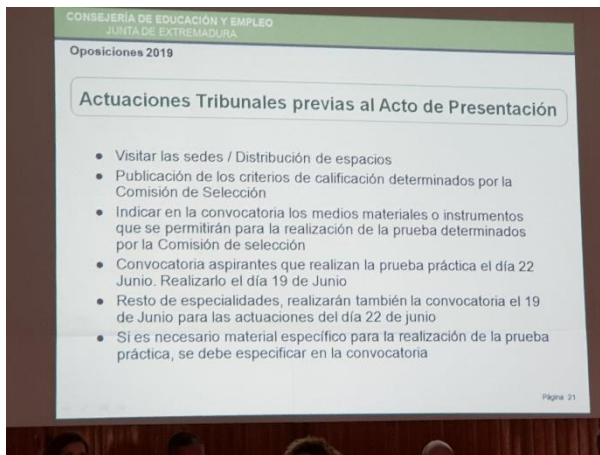 CONSEJERÍA DE EDUCACIÓN Y EMPLEO
JUNTA DE EXTREMADURA
Oposiciones 2019
Actuaciones Tribunales previas al Acto de Presentación
● Visitar las sedes / Distribución de espacios
● Publicación de los criterios de calificación determinados por la
Comisión de Selección
● Indicar en la convocatoria los medios materiales o instrumentos
que se permitirán para la realización de la prueba determinados
por la Comisión de selección
● Convocatoria aspirantes que realizan la prueba práctica el día 22
Junio. Realizarlo el día 19 de Junio
● Resto de especialidades, realizarán también la convocatoria el 19
de Junio para las actuaciones del día 22 de junio
● Si es necesario material específico para la realización de la prueba
práctica, se debe especificar en la convocatoria
Página 21